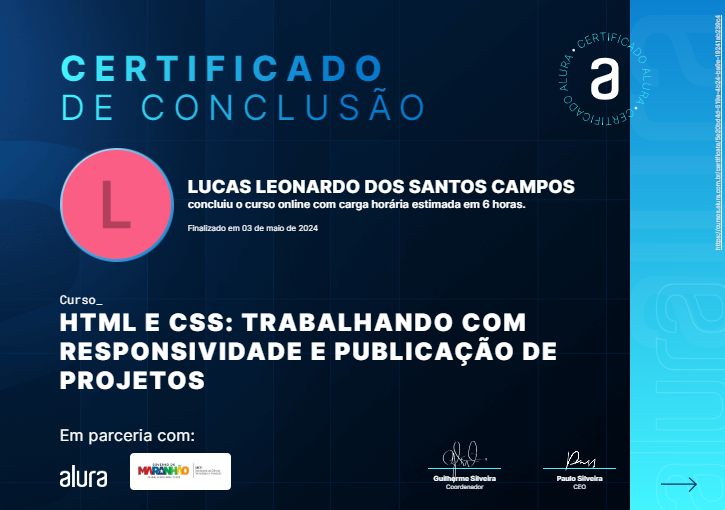 CERTIFICADO
DE CONCLUSÃO
CERTIFICADO ALURA • CERTIFICADO ALURA •
a
L
LUCAS LEONARDO DOS SANTOS CAMPOS
concluiu o curso online com carga horária estimada em 6 horas.
Finalizado em 03 de maio de 2024
Curso_
HTML E CSS: TRABALHANDO COM
RESPONSIVIDADE E PUBLICAÇÃO DE
PROJETOS
Em parceria com:
alura
GOVERNO DO
MARANHÃO
Guilherme Silveira
Coordenador
Paulo Silveira
CEO
alura